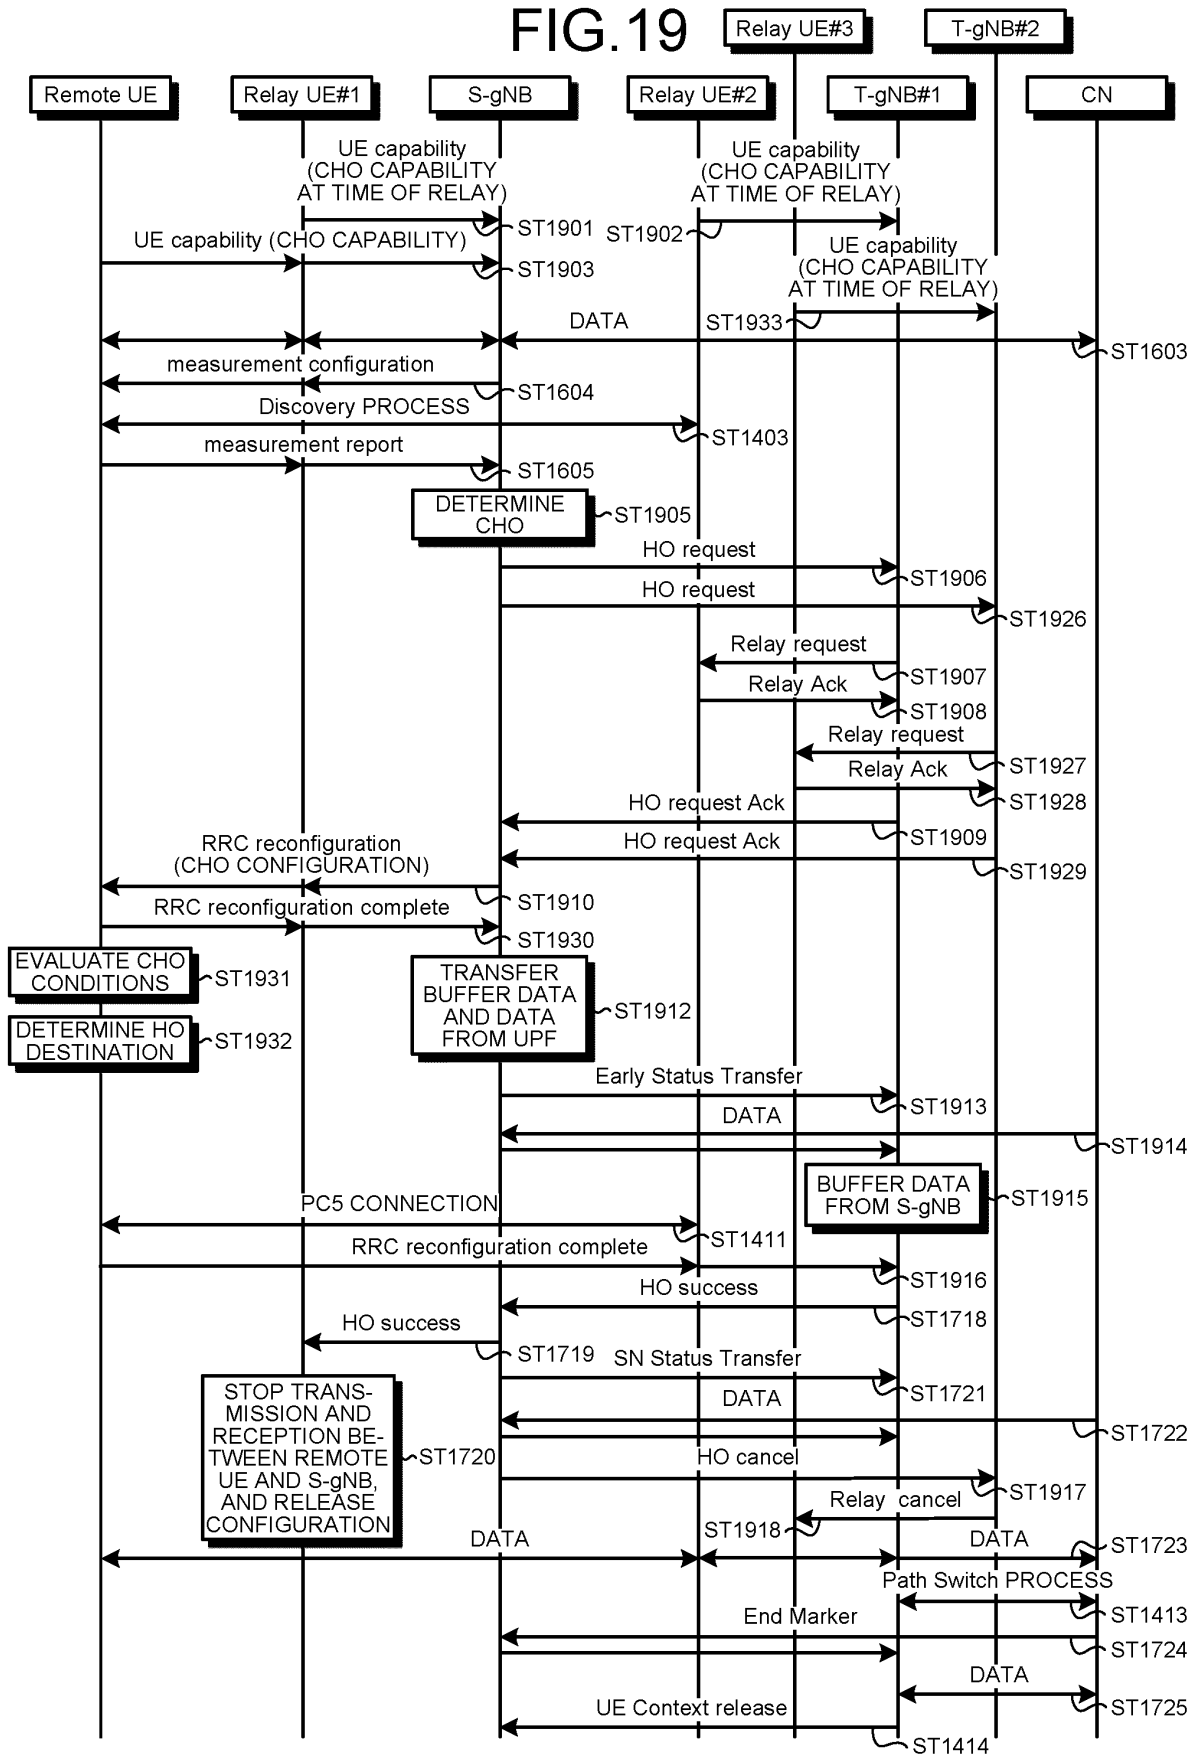 FIG.19
Relay UE#3
T-gNB#2
Remote UE
Relay UE#1
S-gNB
Relay UE#2
T-gNB#1
CN
UE capability
(CHO CAPABILITY
AT TIME OF RELAY)
ST1901
UE capability
(CHO CAPABILITY
AT TIME OF RELAY)
ST1902
UE capability (CHO CAPABILITY)
ST1903
UE capability
(CHO CAPABILITY
AT TIME OF RELAY)
ST1933
DATA
ST1603
measurement configuration
ST1604
Discovery PROCESS
ST1403
measurement report
ST1605
DETERMINE
CHO
ST1905
HO request
ST1906
HO request
ST1926
Relay request
ST1907
Relay Ack
ST1908
Relay request
ST1927
Relay Ack
ST1928
HO request Ack
ST1909
HO request Ack
ST1929
RRC reconfiguration
(CHO CONFIGURATION)
ST1910
RRC reconfiguration complete
ST1930
EVALUATE CHO
CONDITIONS
ST1931
DETERMINE HO
DESTINATION
ST1932
TRANSFER
BUFFER DATA
AND DATA
FROM UPF
ST1912
Early Status Transfer
ST1913
DATA
ST1914
BUFFER DATA
FROM S-gNB
ST1915
PC5 CONNECTION
ST1411
RRC reconfiguration complete
ST1916
HO success
ST1718
HO success
ST1719
SN Status Transfer
ST1721
STOP TRANS-
MISSION AND
RECEPTION BE-
TWEEN REMOTE
UE AND S-gNB,
AND RELEASE
CONFIGURATION
ST1720
DATA
ST1722
HO cancel
ST1917
Relay cancel
ST1918
DATA
DATA
ST1723
Path Switch PROCESS
ST1413
End Marker
ST1724
DATA
ST1725
UE Context release
ST1414